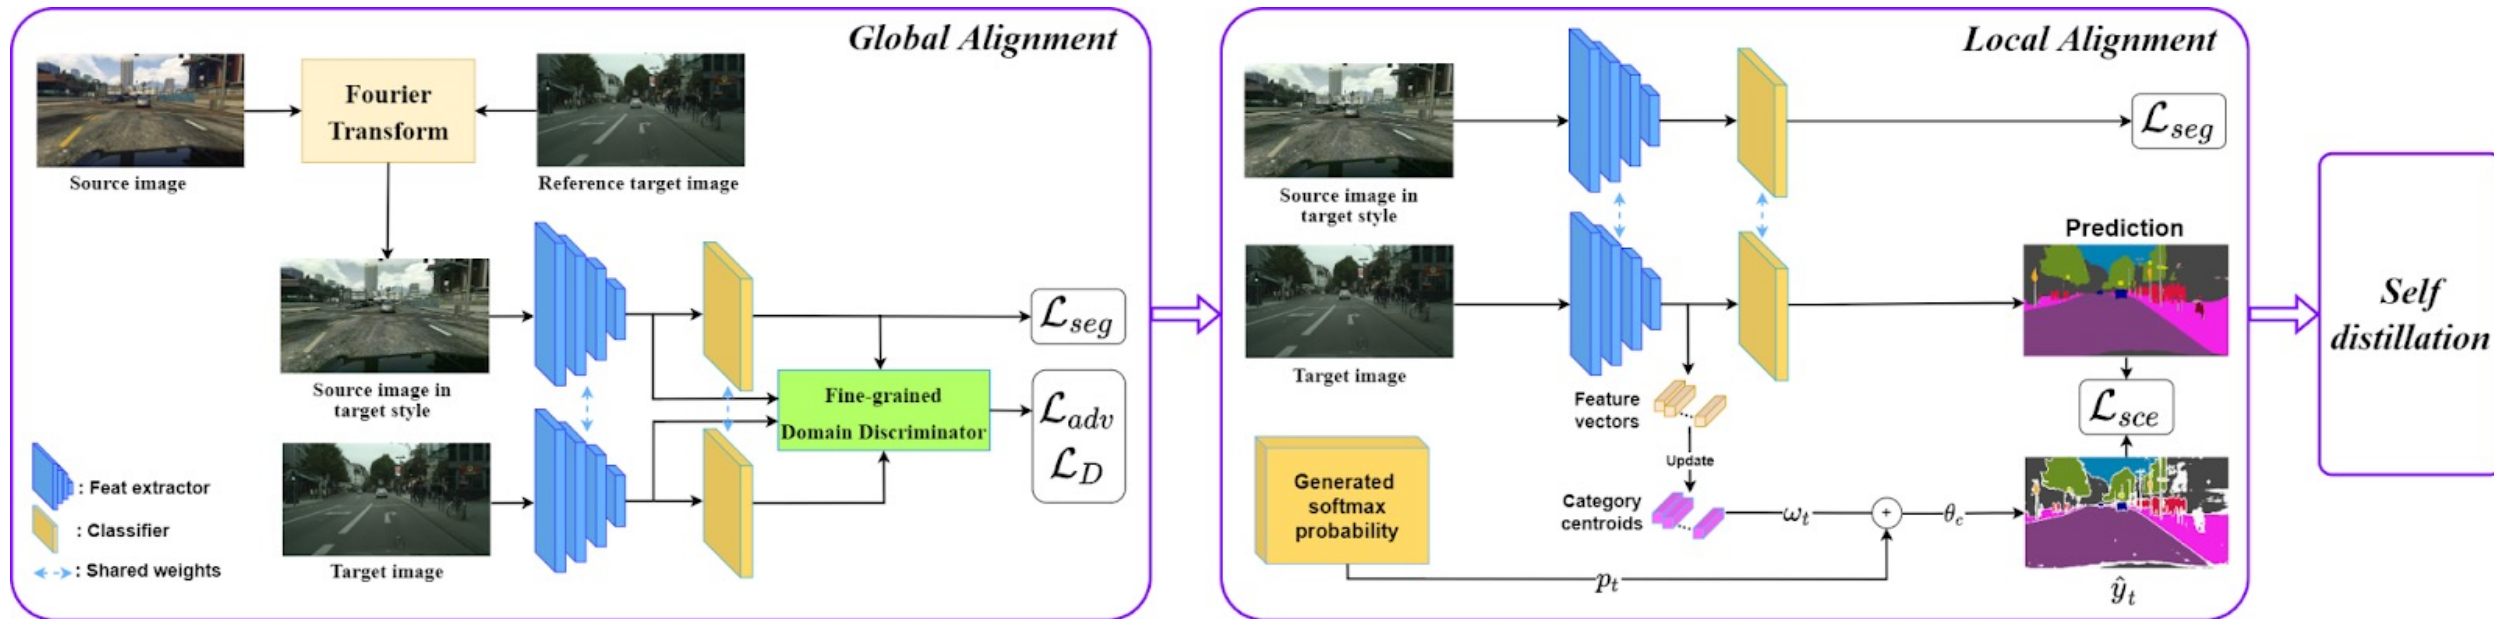 Global Alignment
Fourier
Transform
Source image
Reference target image
Source image in
target style
Target image
Fine-grained
Domain Discriminator
ℒseg
ℒadv
ℒD
: Feat extractor
: Classifier
: Shared weights
Local Alignment
Source image in
target style
ℒseg
Target image
Prediction
Feature
vectors
Update
Category
centroids
Generated
softmax
probability
ωt
+
θc
pt
ℒsce
ŷt
Self
distillation